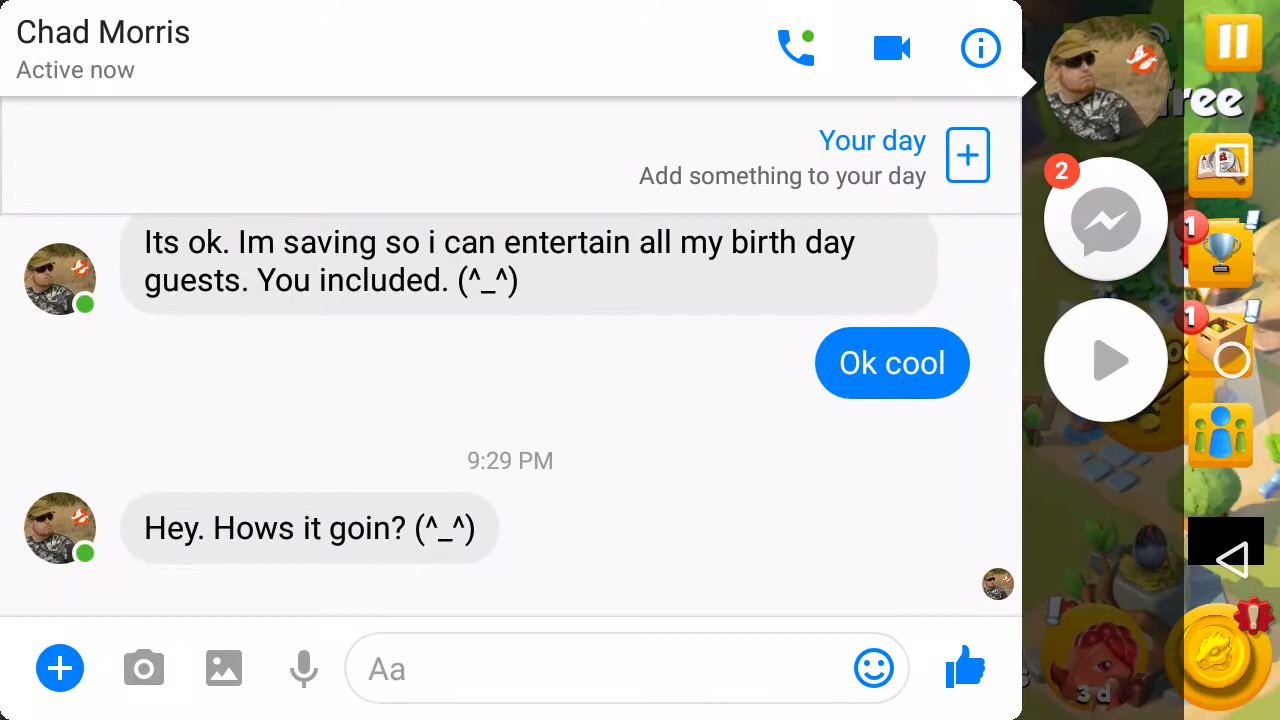 Chad Morris
Active now
Your day
Add something to your day
Its ok. Im saving so i can entertain all my birth day
guests. You included. (^_^)
Ok cool
9:29 PM
Hey. Hows it goin? (^_^)
Aa
2
ree
1
1
3 d